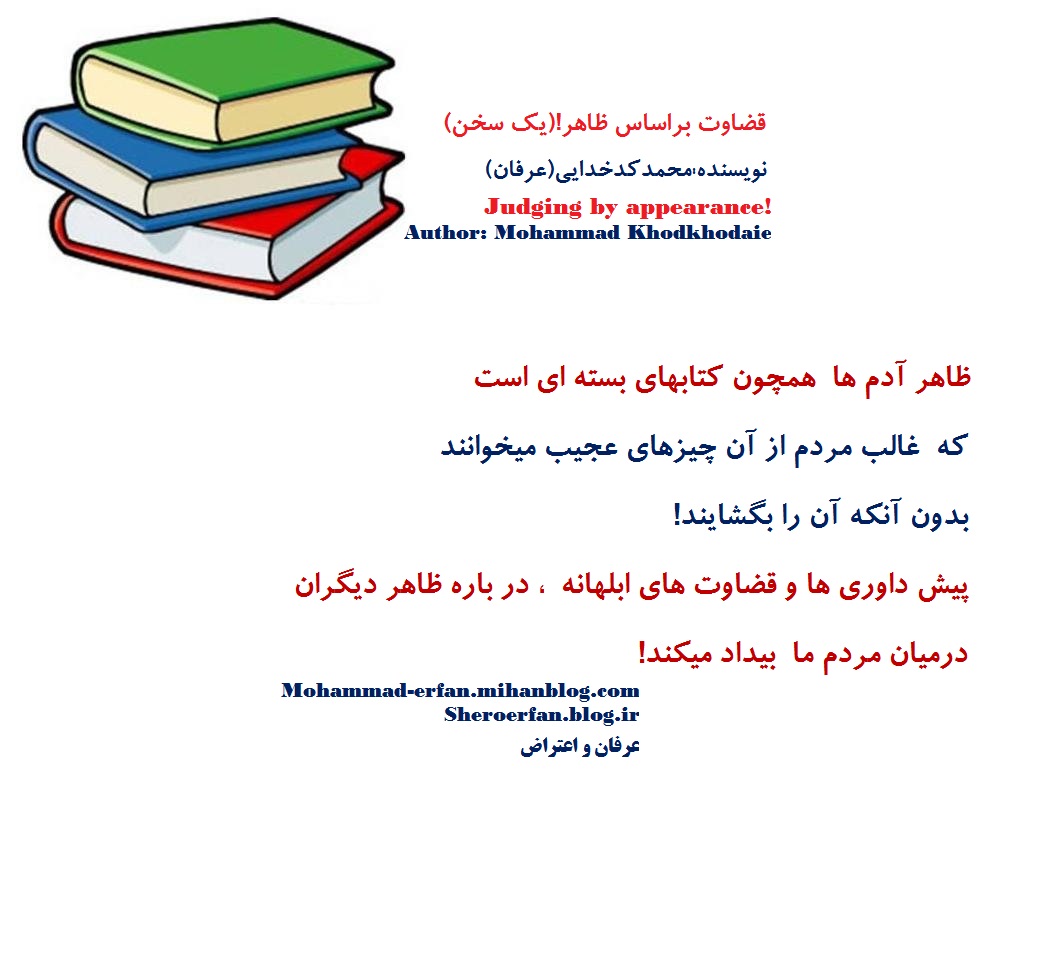 قضاوت براساس ظاهر!(یک سخن)
نویسنده:محمدکدخدایی(عرفان)
Judging by appearance!
Author: Mohammad Khodkhodaie
ظاهر آدم ها همچون کتابهای بسته ای است
که غالب مردم از آن چیزهای عجیب میخوانند
بدون آنکه آن را بگشایند!
پیش داوری ها و قضاوت های ابلهانه ، در باره ظاهر دیگران
درمیان مردم ما بیداد میکند!
Mohammad-erfan.mihanblog.com
Sheroerfan.blog.ir
عرفان و اعتراض